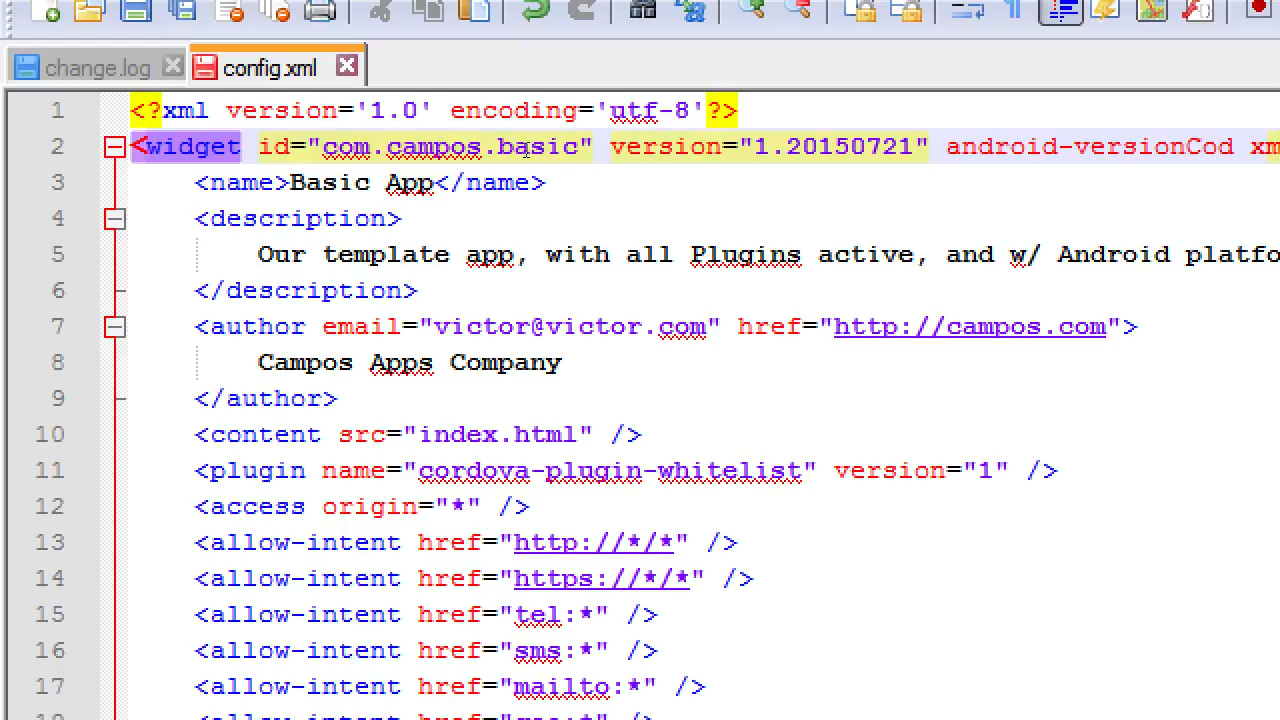 change.log config.xml
1 <?xml version='1.0' encoding='utf-8'?>
2 <widget id="com.campos.basic" version="1.20150721" android-versionCod xm
3 <name>Basic App</name>
4 <description>
5 Our template app, with all Plugins active, and w/ Android platfo
6 </description>
7 <author email="victor@victor.com" href="http://campos.com">
8 Campos Apps Company
9 </author>
10 <content src="index.html" />
11 <plugin name="cordova-plugin-whitelist" version="1" />
12 <access origin="*" />
13 <allow-intent href="http://*/*" />
14 <allow-intent href="https://*/*" />
15 <allow-intent href="tel:*" />
16 <allow-intent href="sms:*" />
17 <allow-intent href="mailto:*" />